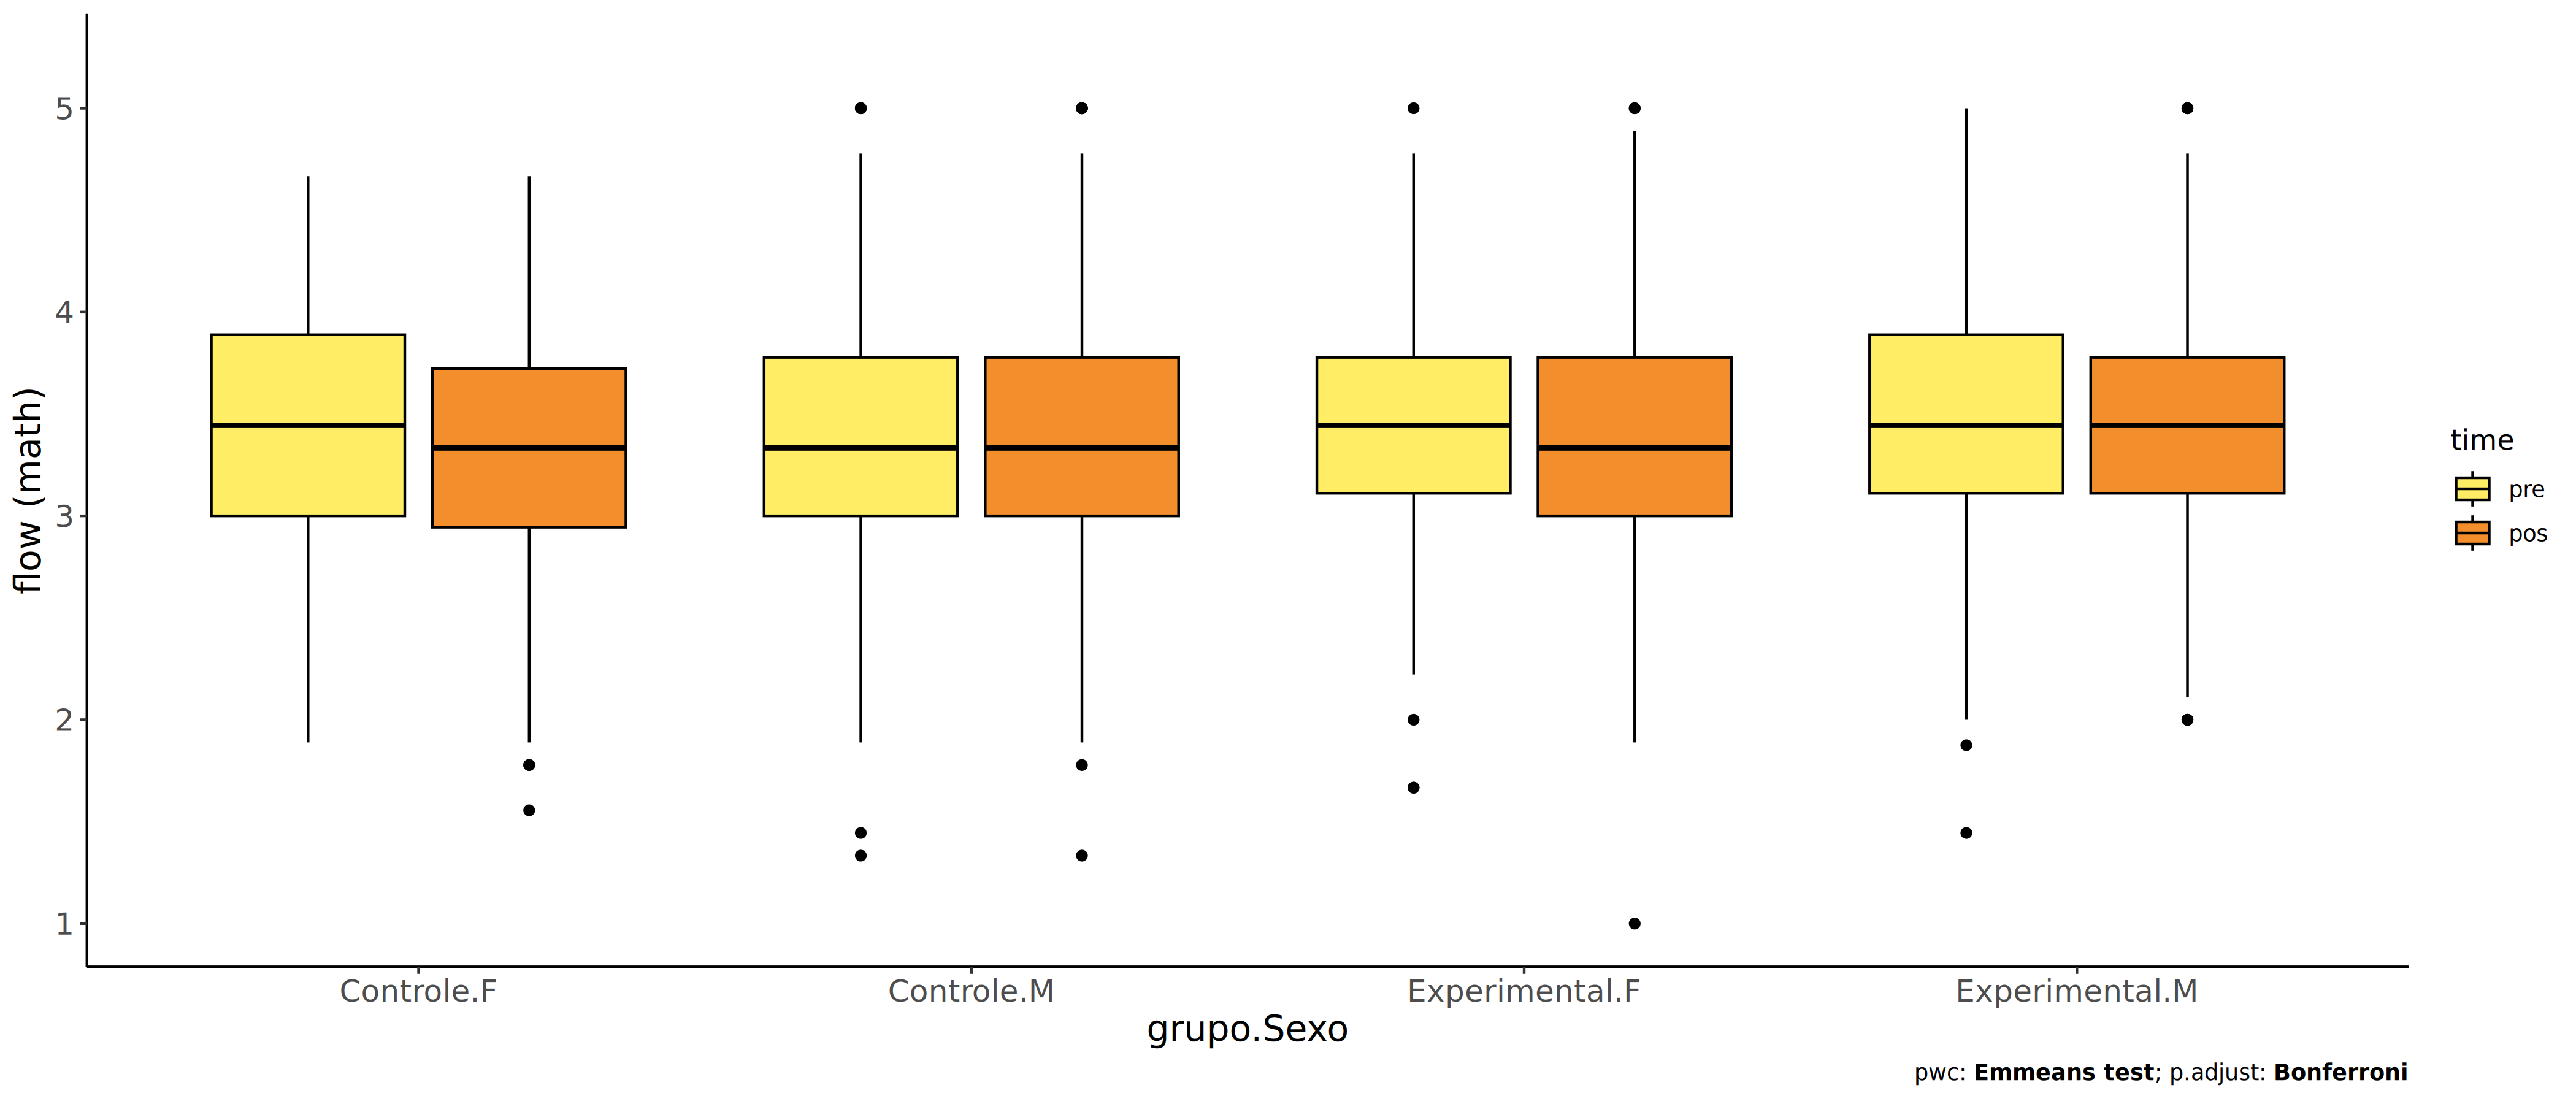 flow (math)
5
4
3
2
1
Controle.F
Controle.M
Experimental.F
Experimental.M
grupo.Sexo
time
pre
pos
pwc: Emmeans test; p.adjust: Bonferroni